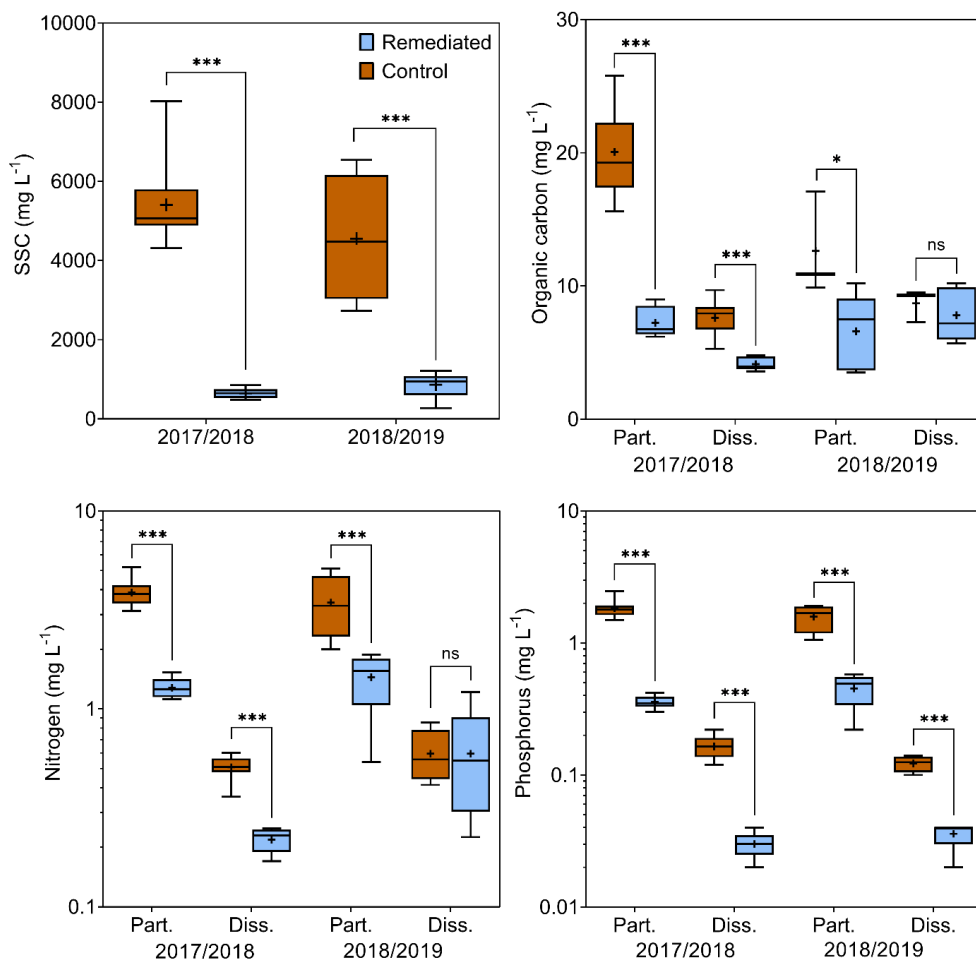 SSC (mg L⁻¹)
10000
8000
6000
4000
2000
0
Remediated
Control
***
***
2017/2018
2018/2019
Organic carbon (mg L⁻¹)
30
20
10
0
***
***
*
ns
Part.
Diss.
Part.
Diss.
2017/2018
2018/2019
Nitrogen (mg L⁻¹)
10
1
0.1
***
***
***
ns
Part.
Diss.
Part.
Diss.
2017/2018
2018/2019
Phosphorus (mg L⁻¹)
10
1
0.1
0.01
***
***
***
***
Part.
Diss.
Part.
Diss.
2017/2018
2018/2019